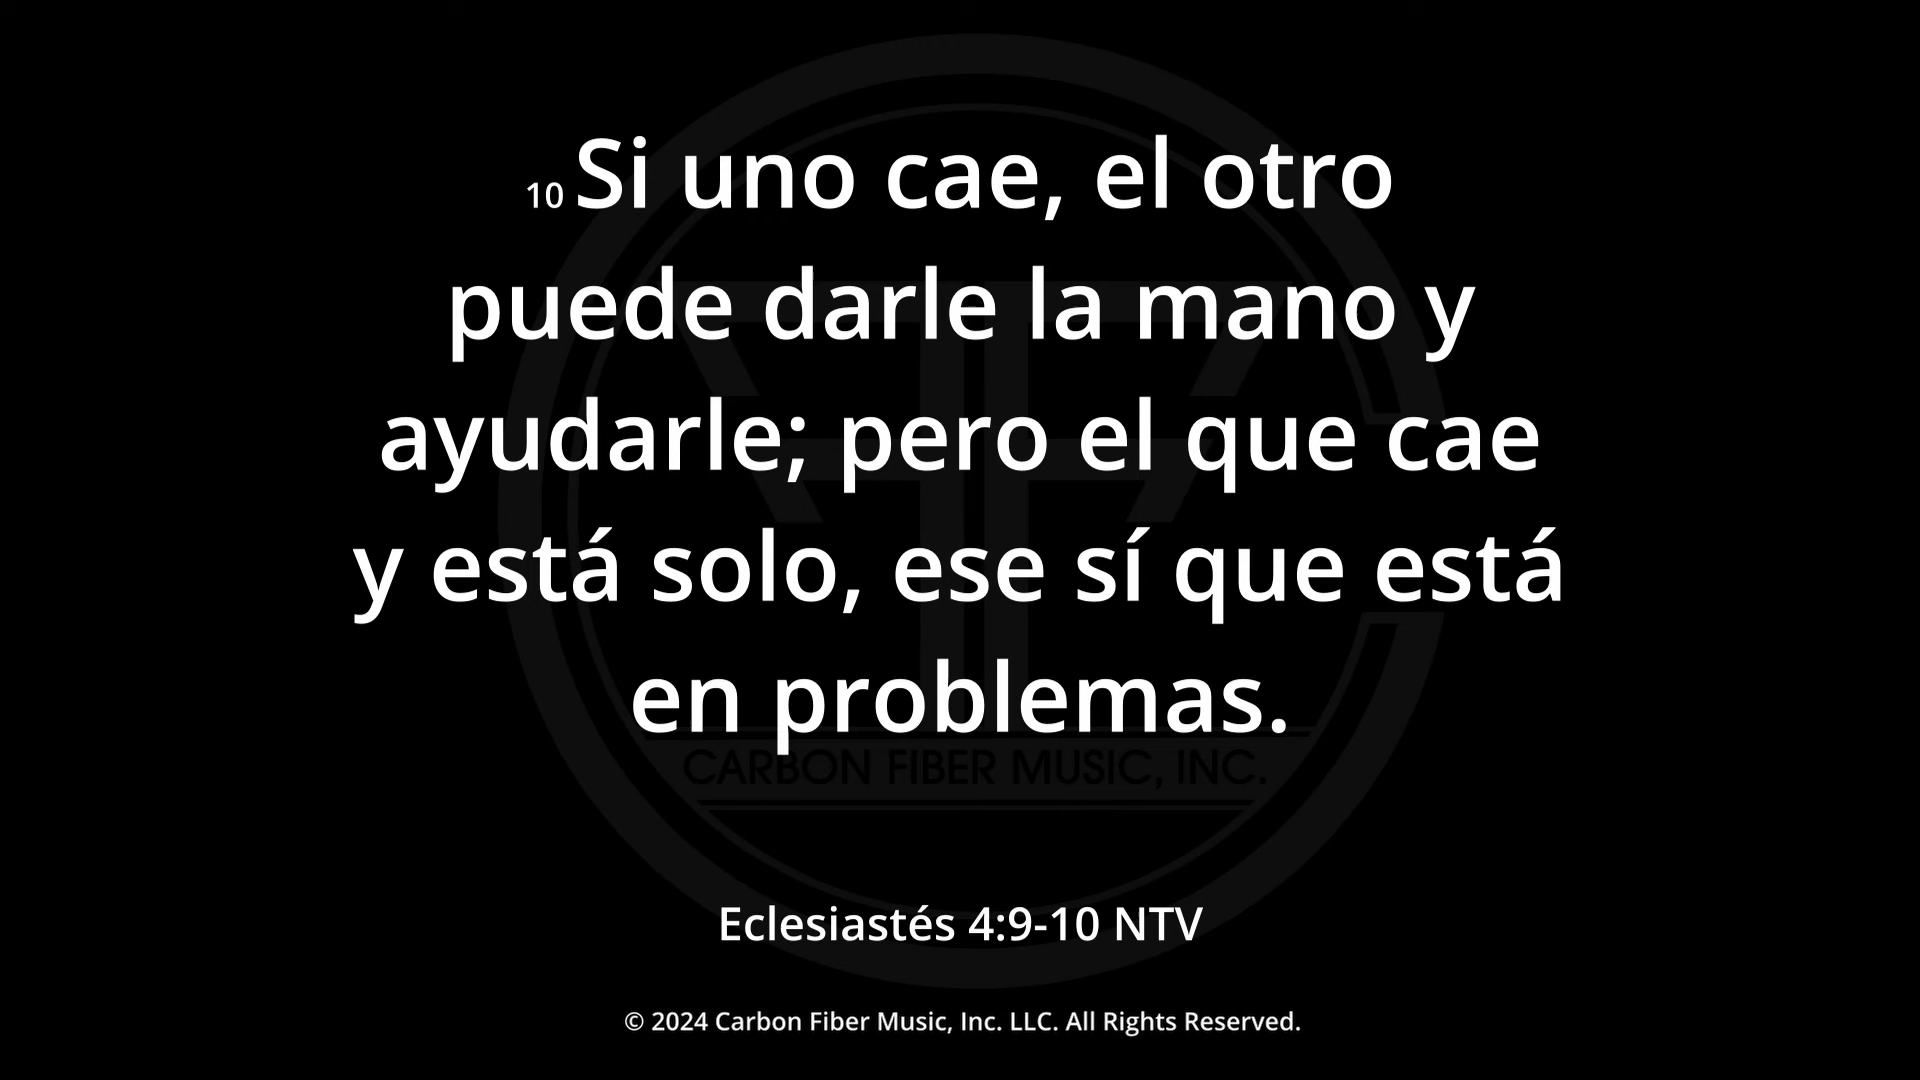 10 Si uno cae, el otro
puede darle la mano y
ayudarle; pero el que cae
y está solo, ese sí que está
en problemas.
CARBON FIBER MUSIC, INC.
Eclesiastés 4:9-10 NTV
© 2024 Carbon Fiber Music, Inc. LLC. All Rights Reserved.